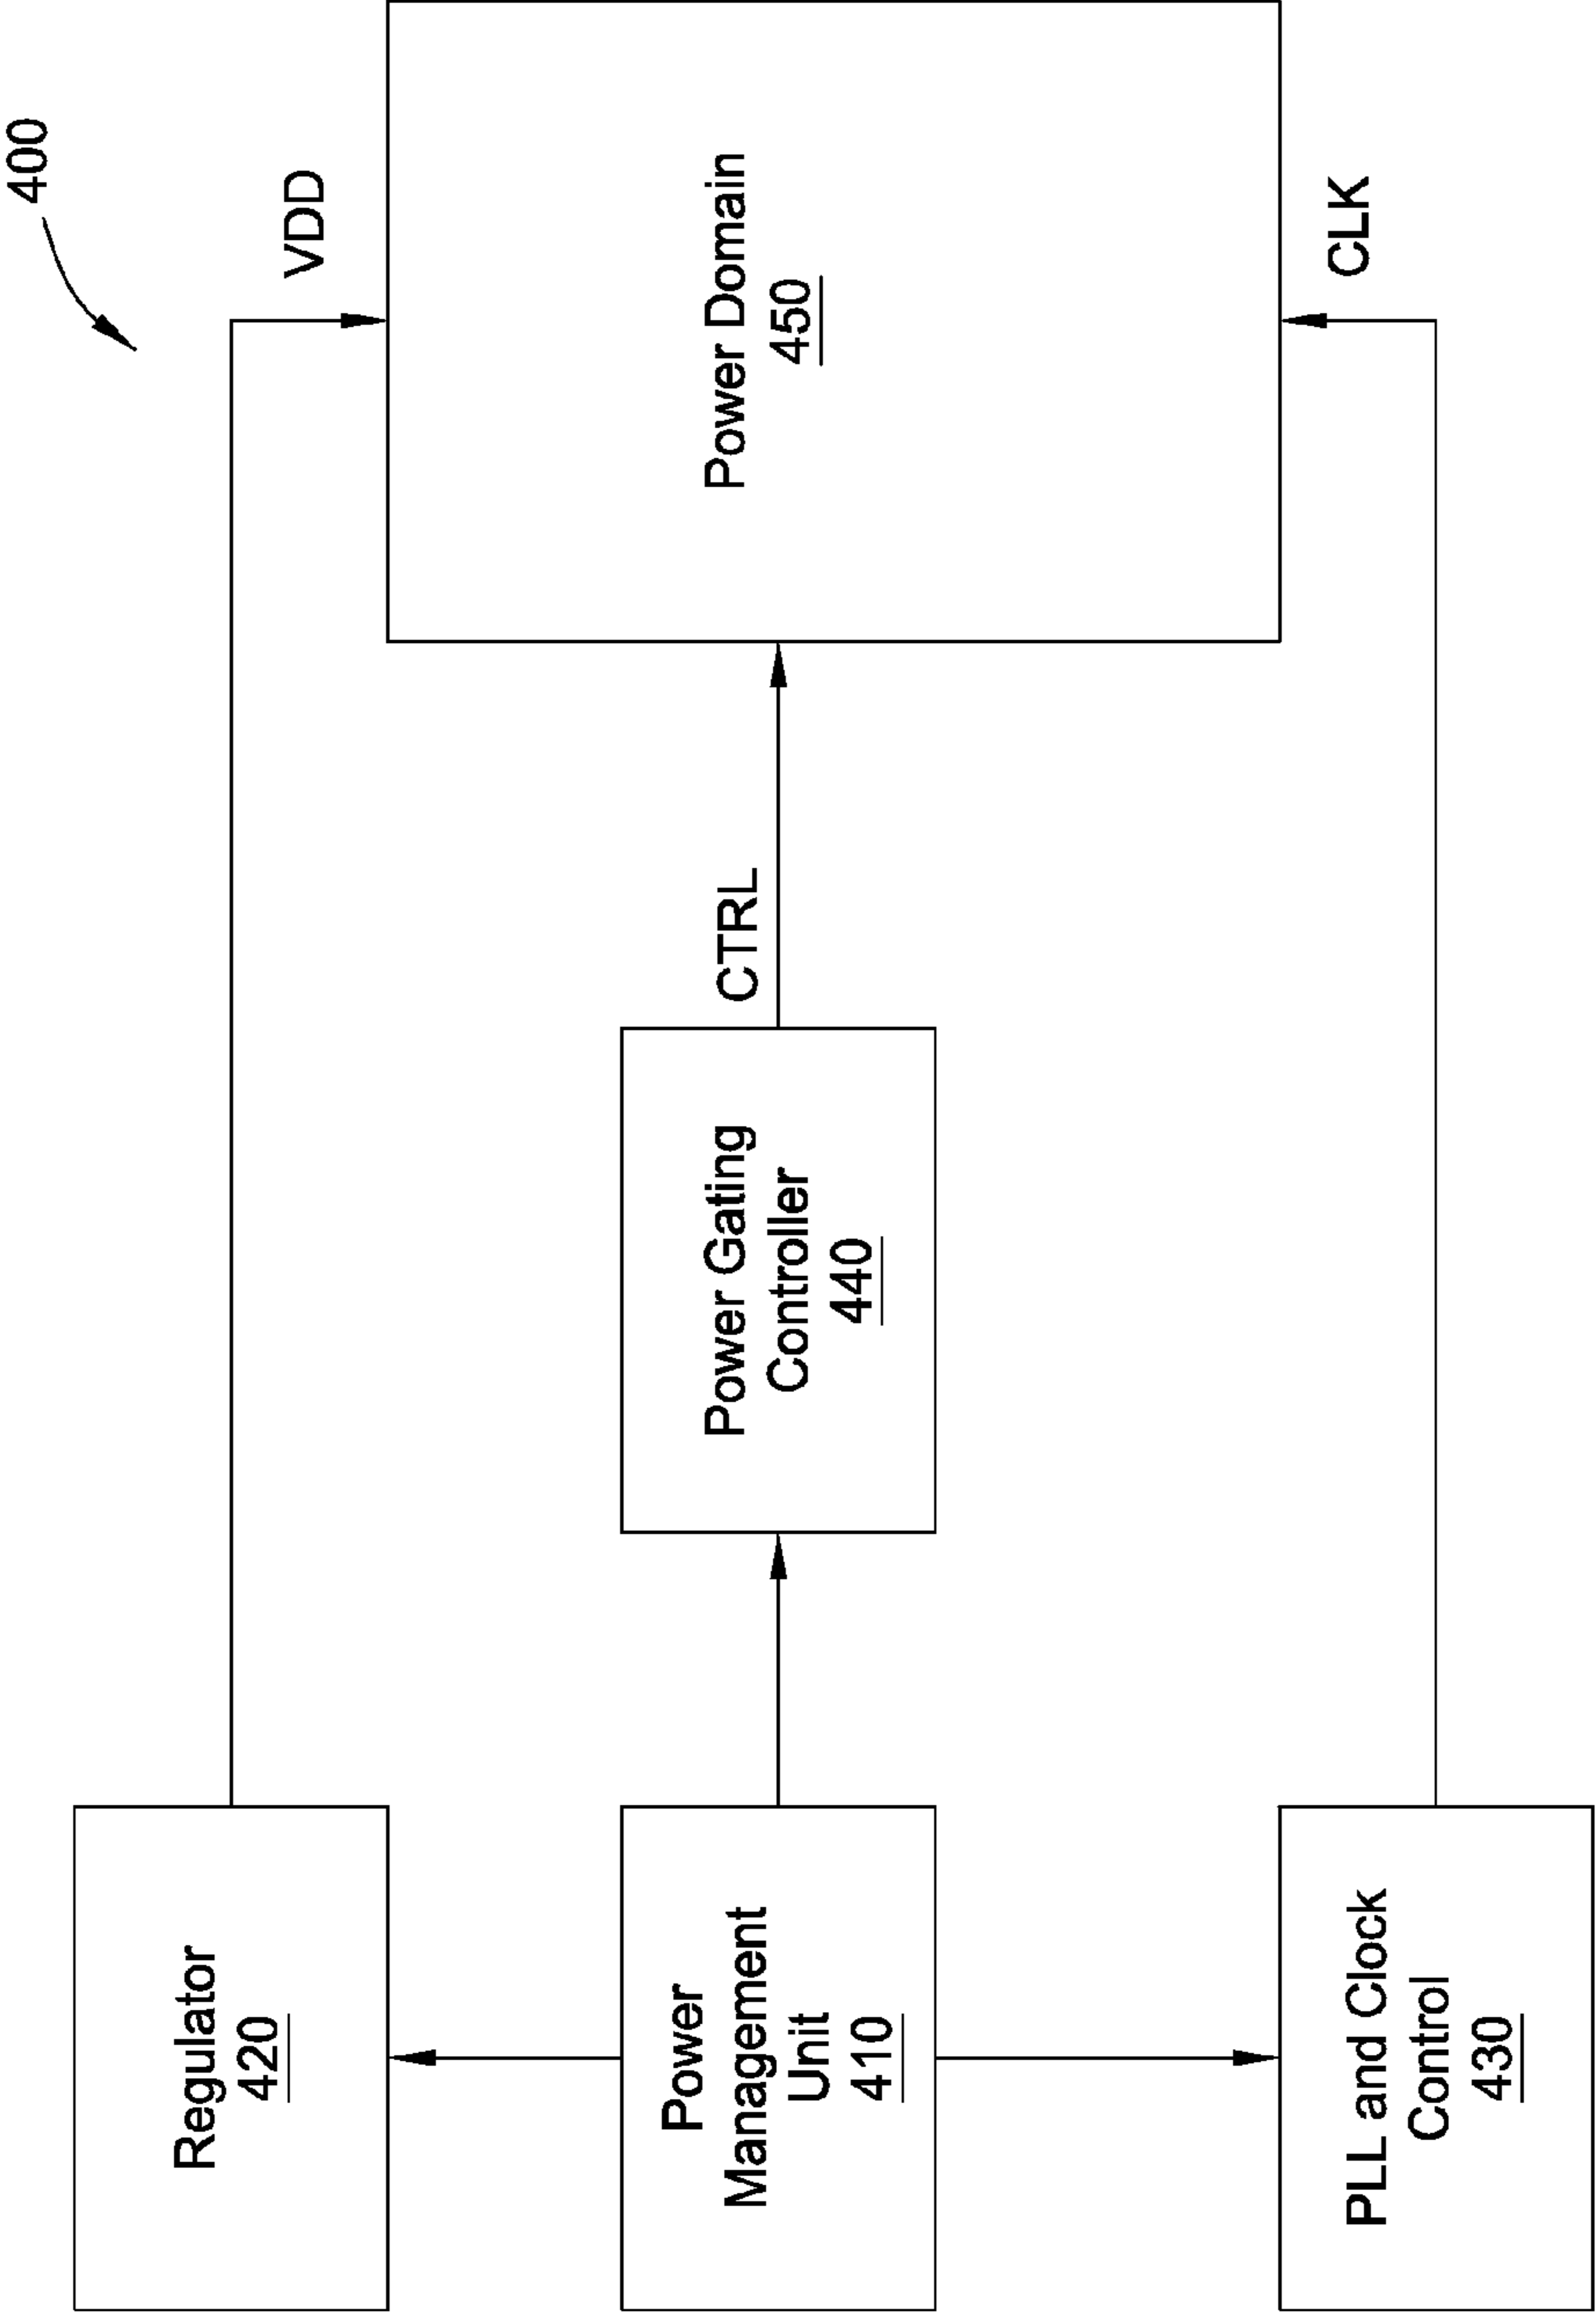 400
Regulator
420
VDD
Power
Management
Unit
410
Power Gating
Controller
440
CTRL
Power Domain
450
PLL and Clock
Control
430
CLK